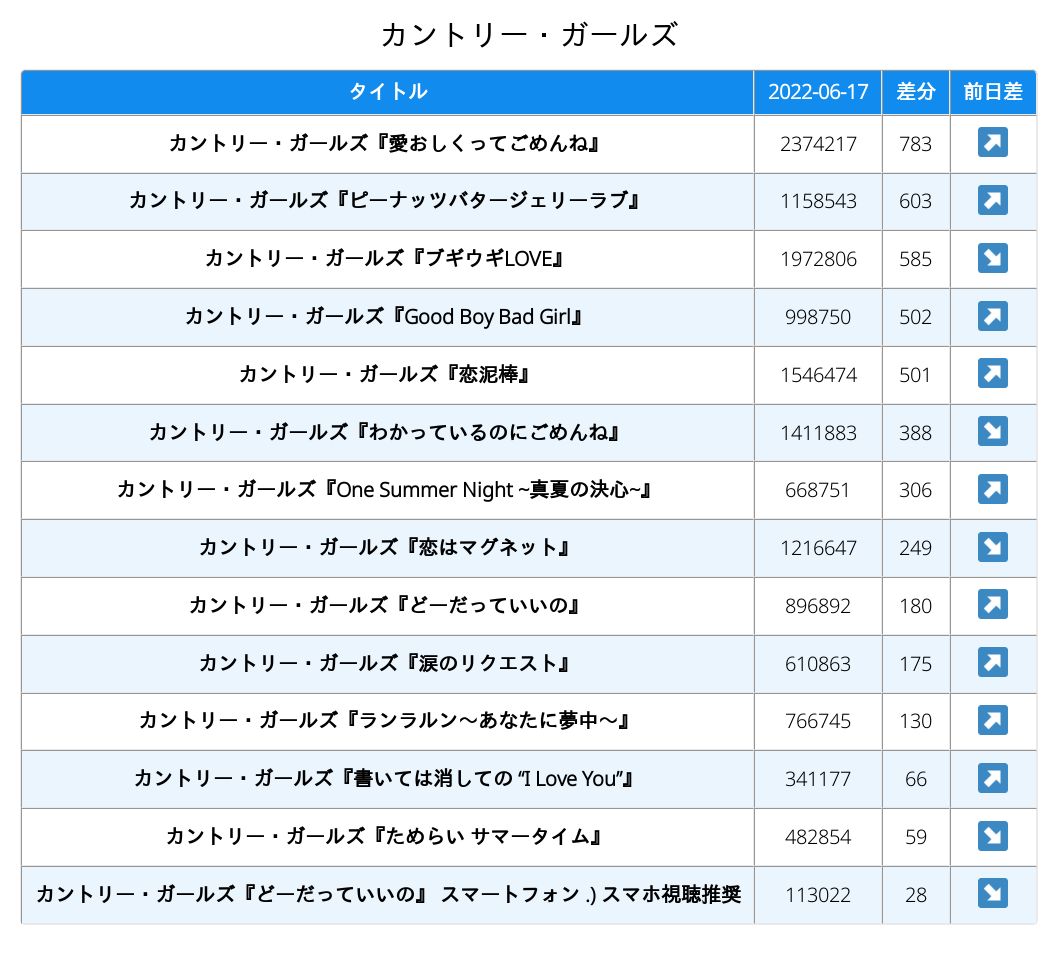 カントリー・ガールズ
タイトル 2022-06-17 差分 前日差
カントリー・ガールズ『愛おしくってごめんね』 2374217 783
カントリー・ガールズ『ピーナッツバタージェリーラブ』 1158543 603
カントリー・ガールズ『ブギウギLOVE』 1972806 585
カントリー・ガールズ『Good Boy Bad Girl』 998750 502
カントリー・ガールズ『恋泥棒』 1546474 501
カントリー・ガールズ『わかっているのにごめんね』 1411883 388
カントリー・ガールズ『One Summer Night ~真夏の決心~』 668751 306
カントリー・ガールズ『恋はマグネット』 1216647 249
カントリー・ガールズ『どーだっていいの』 896892 180
カントリー・ガールズ『涙のリクエスト』 610863 175
カントリー・ガールズ『ランラルン〜あなたに夢中〜』 766745 130
カントリー・ガールズ『書いては消しての “I Love You”』 341177 66
カントリー・ガールズ『ためらい サマータイム』 482854 59
カントリー・ガールズ『どーだっていいの』 スマートフォン .) スマホ視聴推奨 113022 28